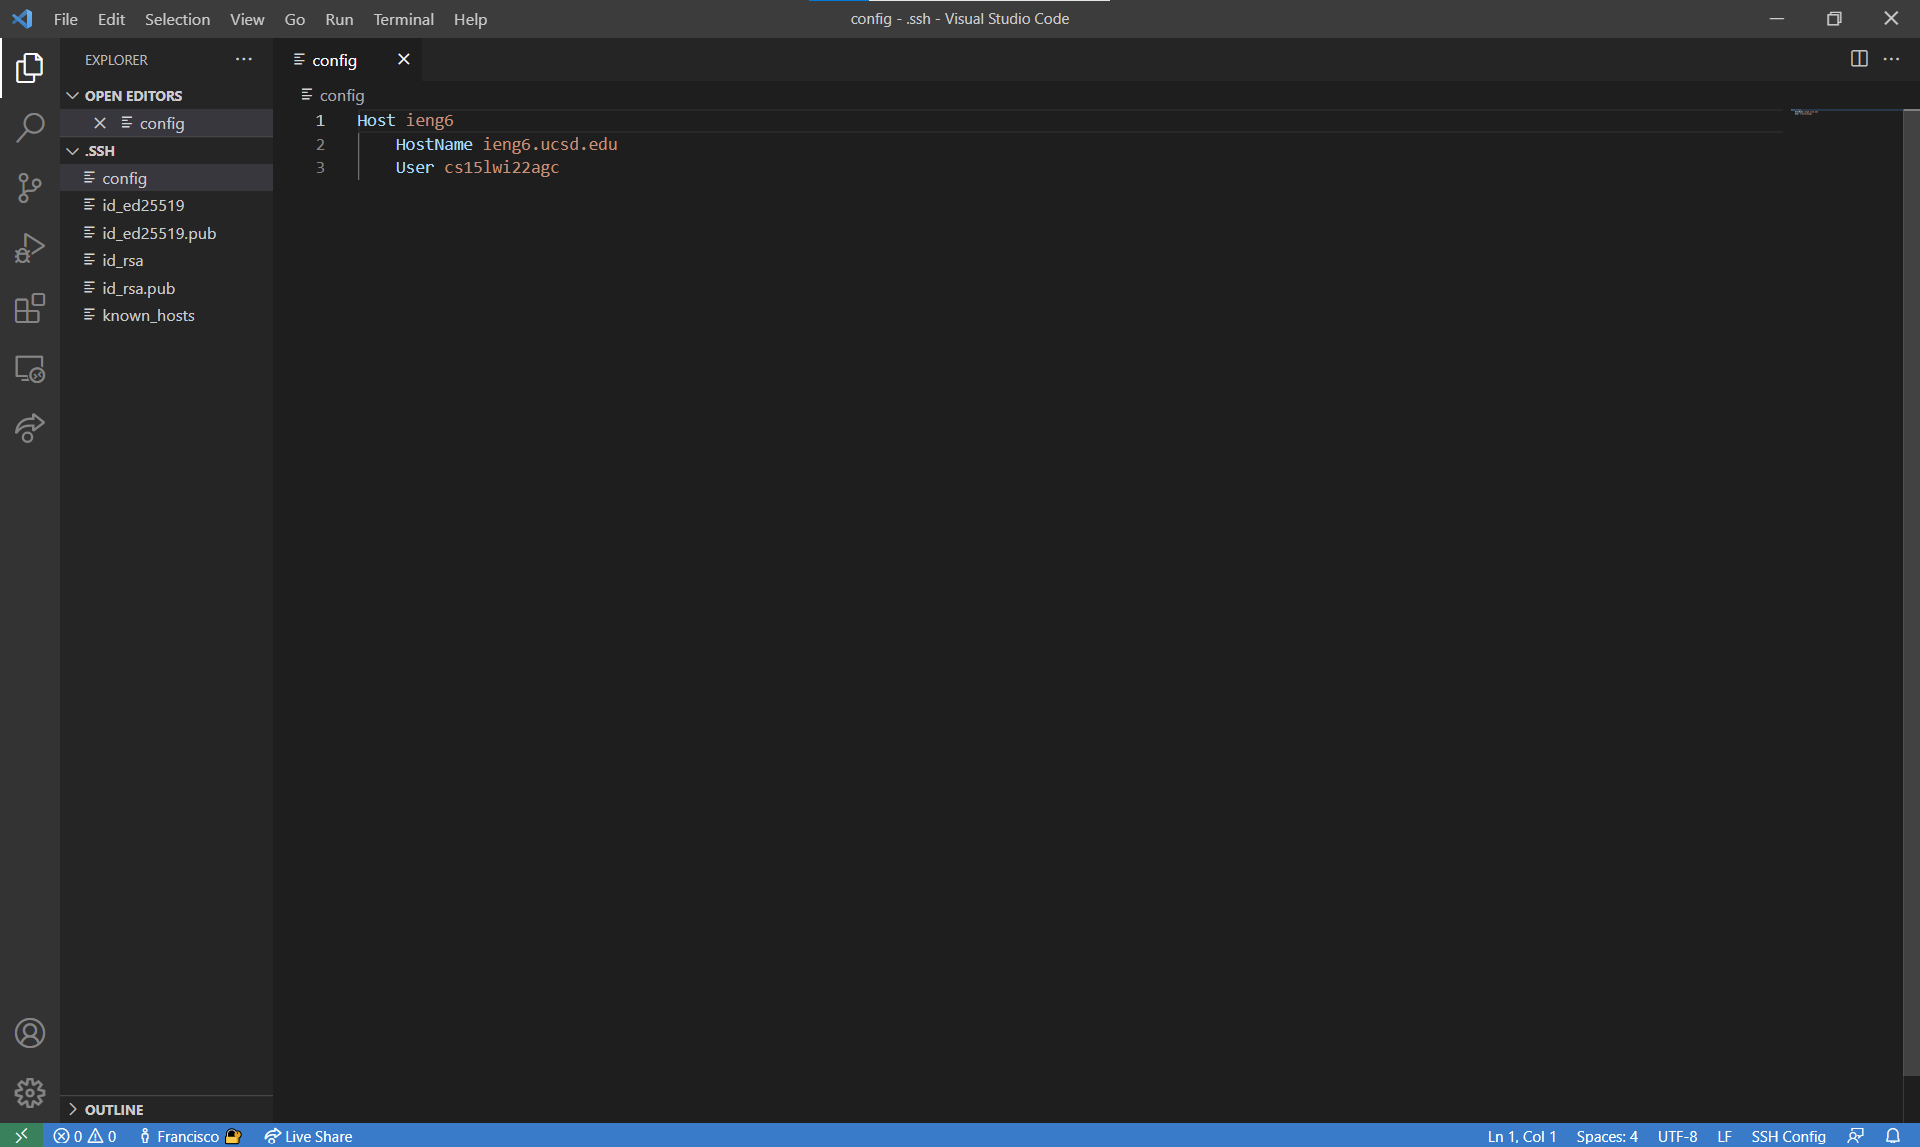 File Edit Selection View Go Run Terminal Help
config - .ssh - Visual Studio Code
EXPLORER
OPEN EDITORS
config
.SSH
config
id_ed25519
id_ed25519.pub
id_rsa
id_rsa.pub
known_hosts
OUTLINE
config
config
1 Host ieng6
2 HostName ieng6.ucsd.edu
3 User cs15lwi22agc
0 0 Francisco Live Share
Ln 1, Col 1 Spaces: 4 UTF-8 LF SSH Config